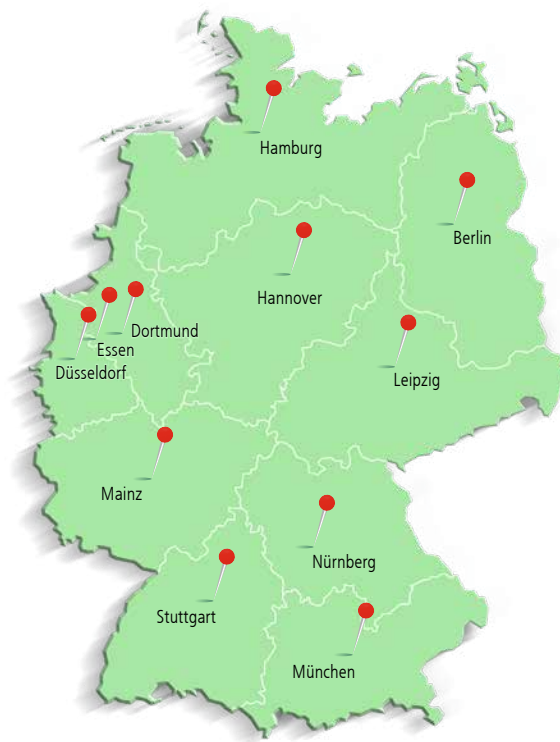 Hamburg
Berlin
Hannover
Dortmund
Essen
Düsseldorf
Leipzig
Mainz
Nürnberg
Stuttgart
München